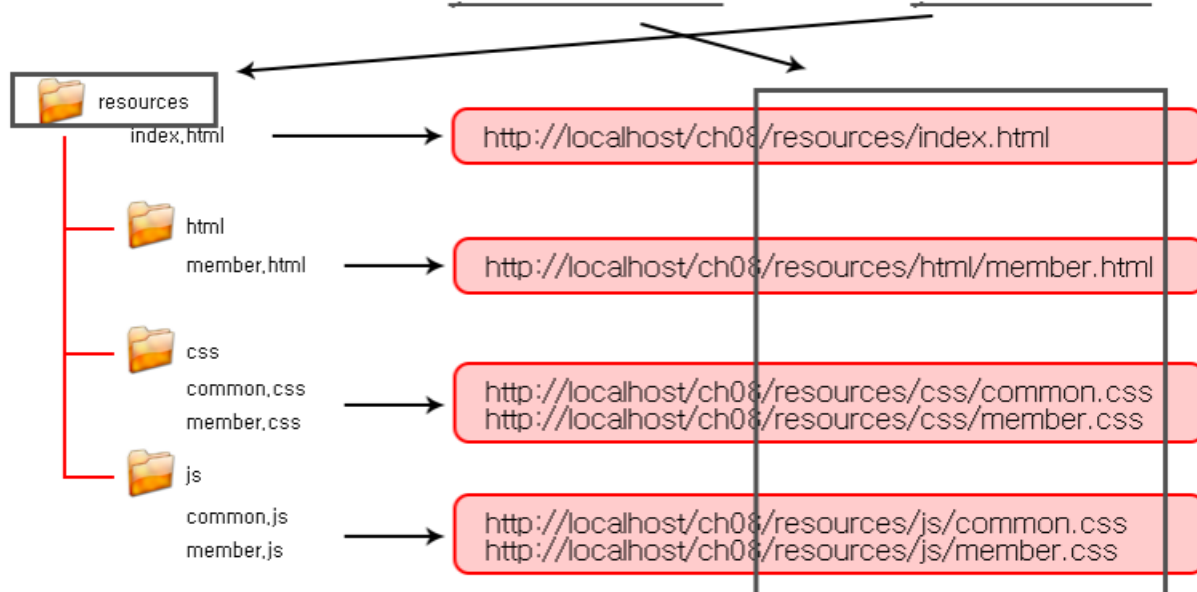 resources
index.html
http://localhost/ch08/resources/index.html
html
member.html
http://localhost/ch08/resources/html/member.html
css
common.css
member.css
http://localhost/ch08/resources/css/common.css
http://localhost/ch08/resources/css/member.css
js
common.js
member.js
http://localhost/ch08/resources/js/common.css
http://localhost/ch08/resources/js/member.css